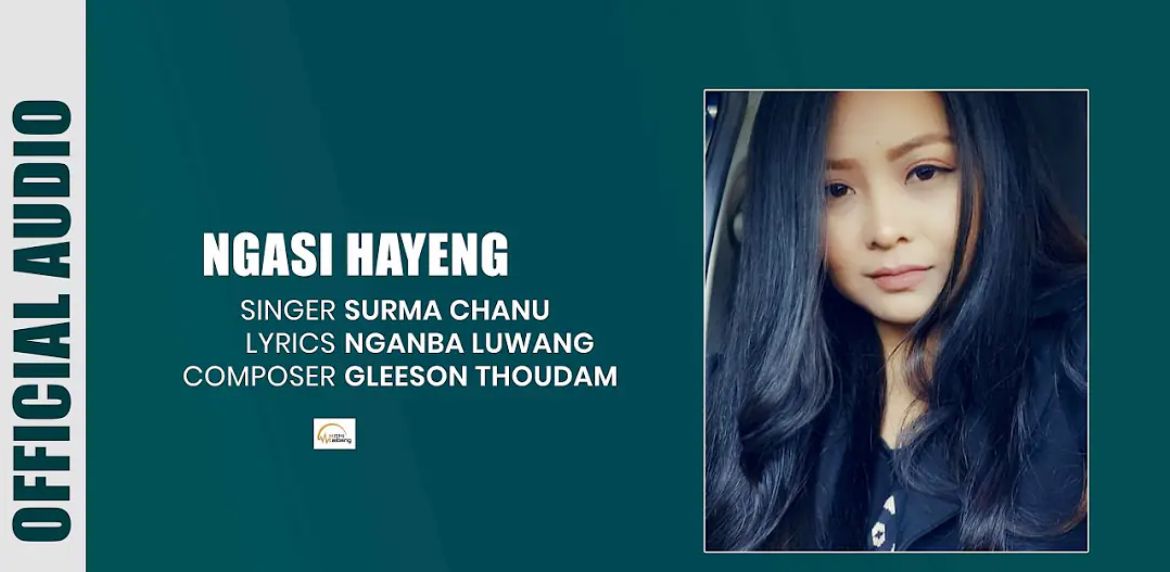 OFFICIAL AUDIO
NGASI HAYENG
SINGER SURMA CHANU
LYRICS NGANBA LUWANG
COMPOSER GLEESON THOUDAM